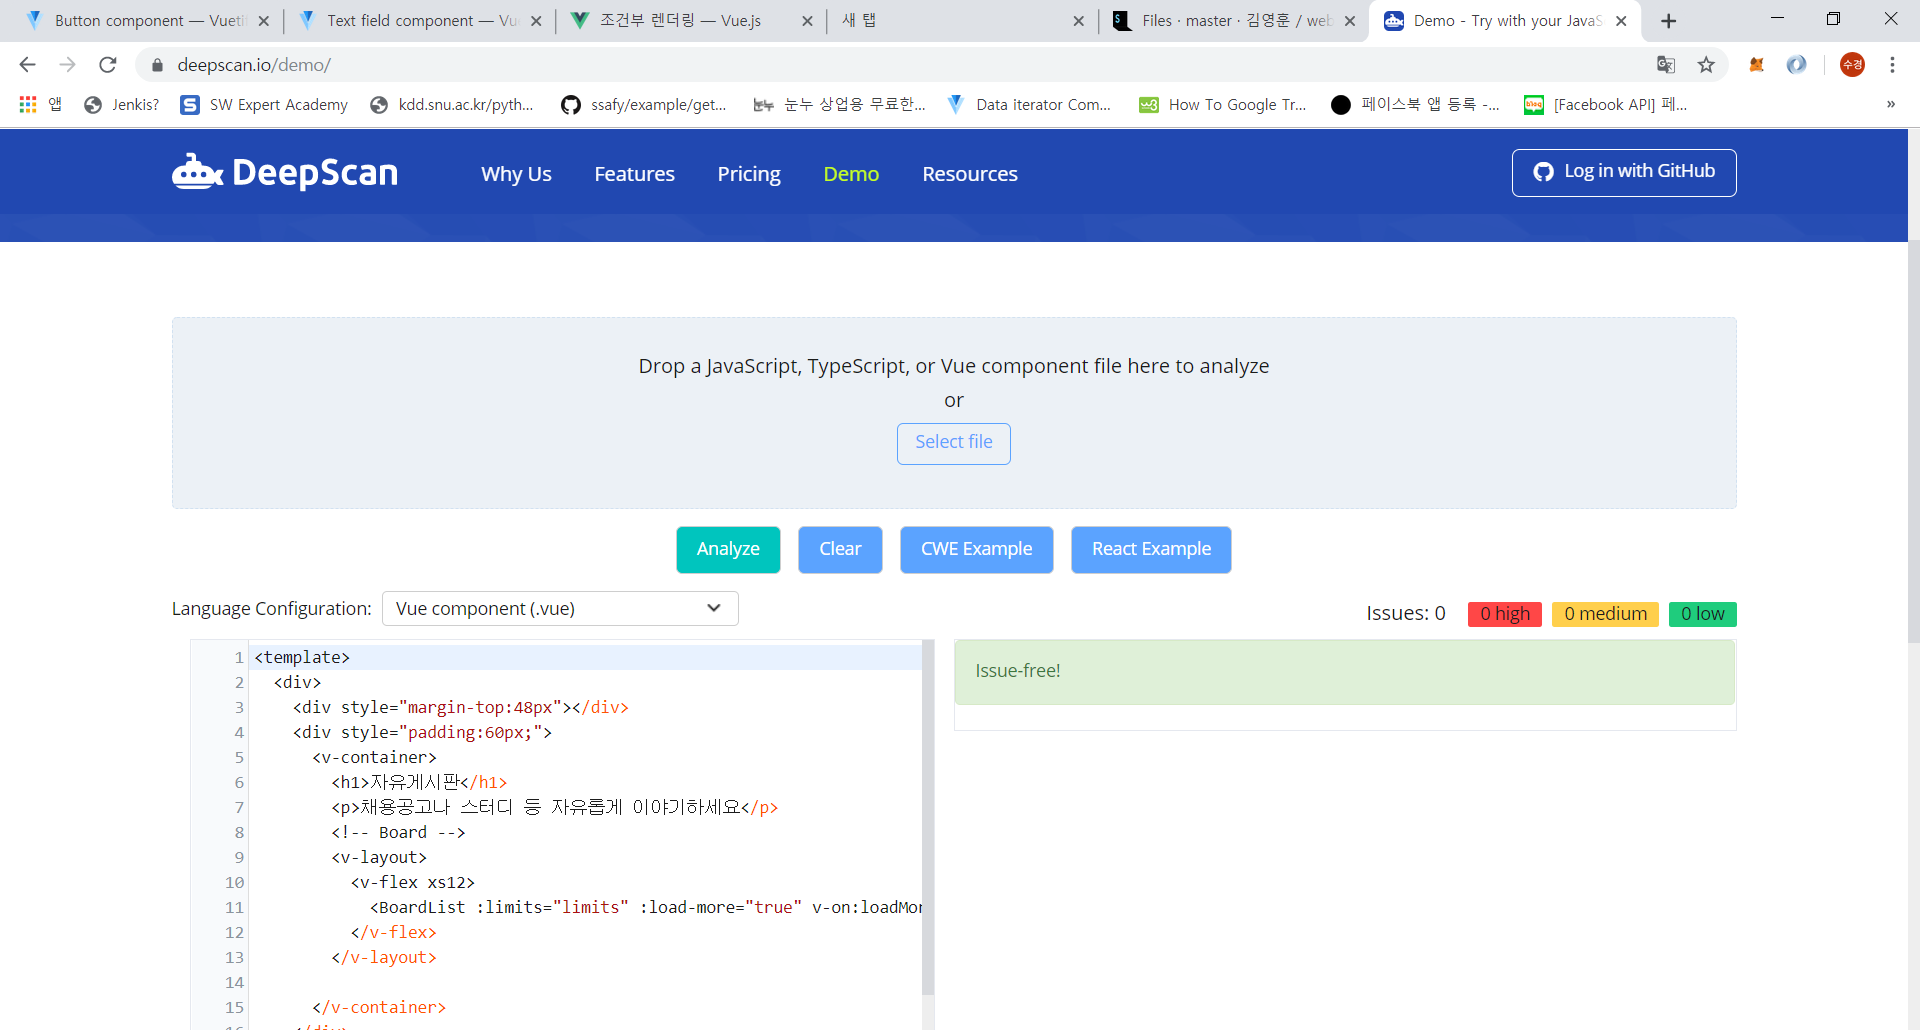 Button component — Vueti
Text field component — Vue
조건부 렌더링 — Vue.js
새 탭
Files · master · 김영훈 / web
Demo - Try with your JavaS
deepscan.io/demo/
수경
앱
Jenkis?
SW Expert Academy
kdd.snu.ac.kr/pyth...
ssafy/example/get...
눈누 상업용 무료한...
Data iterator Com...
How To Google Tr...
페이스북 앱 등록 -...
[Facebook API] 페...
»
DeepScan
Why Us
Features
Pricing
Demo
Resources
Log in with GitHub
Drop a JavaScript, TypeScript, or Vue component file here to analyze
or
Select file
Analyze
Clear
CWE Example
React Example
Language Configuration:
Vue component (.vue)
Issues: 0
0 high
0 medium
0 low
1 <template>
2 <div>
3 <div style="margin-top:48px"></div>
4 <div style="padding:60px;">
5 <v-container>
6 <h1>자유게시판</h1>
7 <p>채용공고나 스터디 등 자유롭게 이야기하세요</p>
8 <!-- Board -->
9 <v-layout>
10 <v-flex xs12>
11 <BoardList :limits="limits" :load-more="true" v-on:loadMor
12 </v-flex>
13 </v-layout>
14
15 </v-container>
16 </div>
Issue-free!